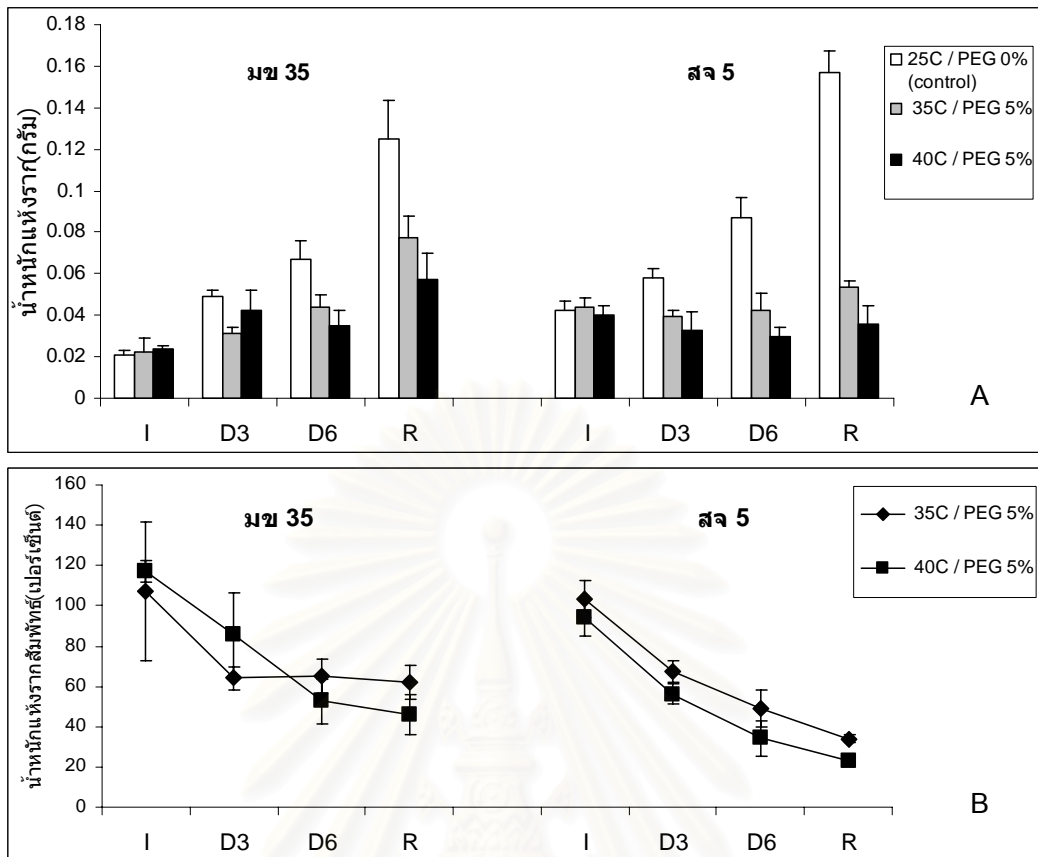 น้ำหนักแห้งราก(กรัม)
0.18
0.16
0.14
0.12
0.1
0.08
0.06
0.04
0.02
0
มข 35
สจ 5
25C / PEG 0%
(control)
35C / PEG 5%
40C / PEG 5%
I D3 D6 R I D3 D6 R
A
น้ำหนักแห้งรากสัมพัทธ์(เปอร์เซ็นต์)
160
140
120
100
80
60
40
20
0
มข 35
สจ 5
35C / PEG 5%
40C / PEG 5%
I D3 D6 R I D3 D6 R
B